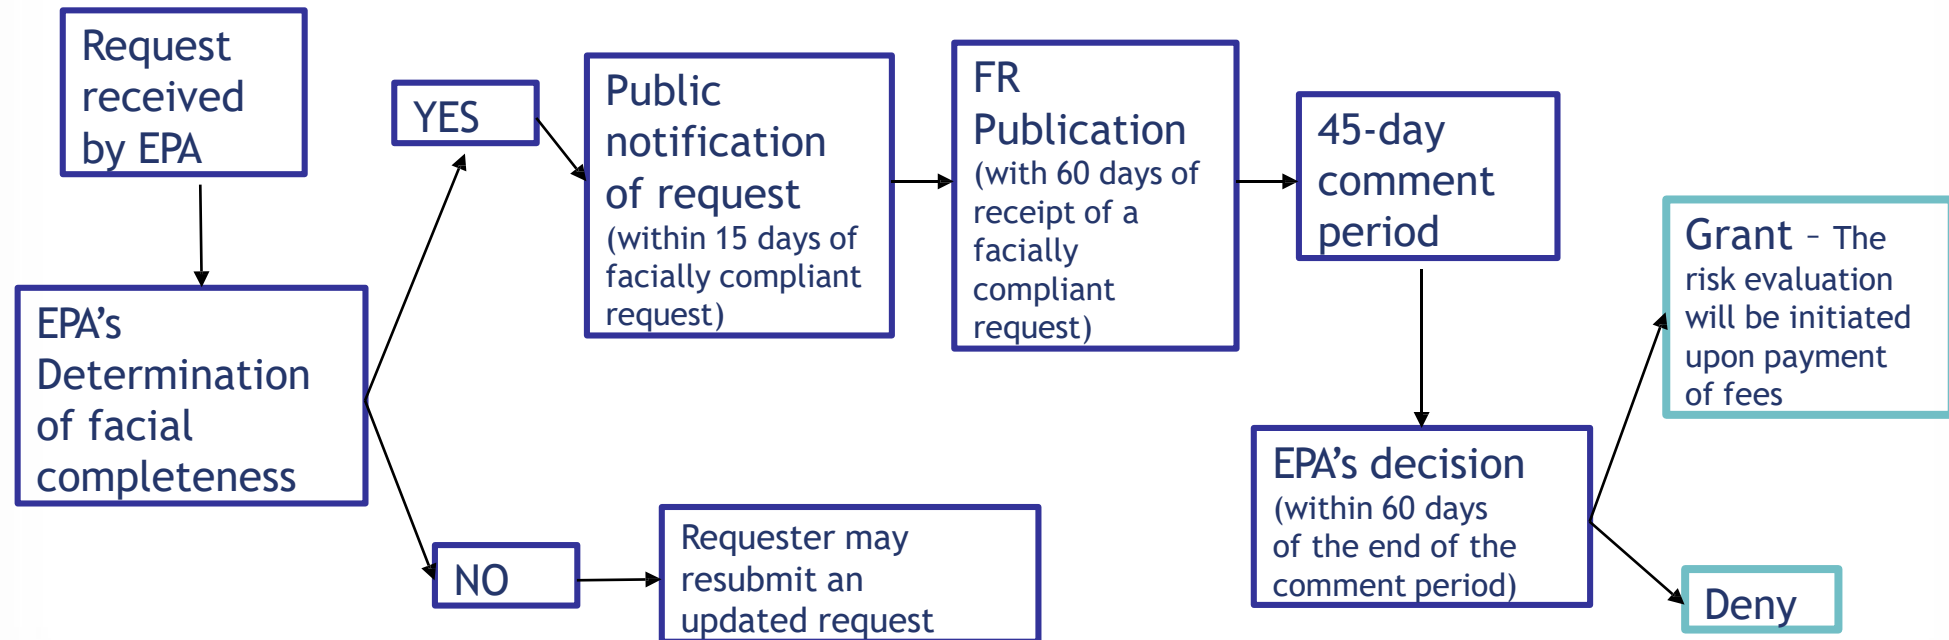 Request
received
by EPA
EPA's
Determination
of facial
completeness
YES
Public
notification
of request
(within 15 days of
facially compliant
request)
FR
Publication
(with 60 days of
receipt of a
facially
compliant
request)
45-day
comment
period
EPA's decision
(within 60 days
of the end of the
comment period)
Grant – The
risk evaluation
will be initiated
upon payment
of fees
Deny
NO
Requester may
resubmit an
updated request